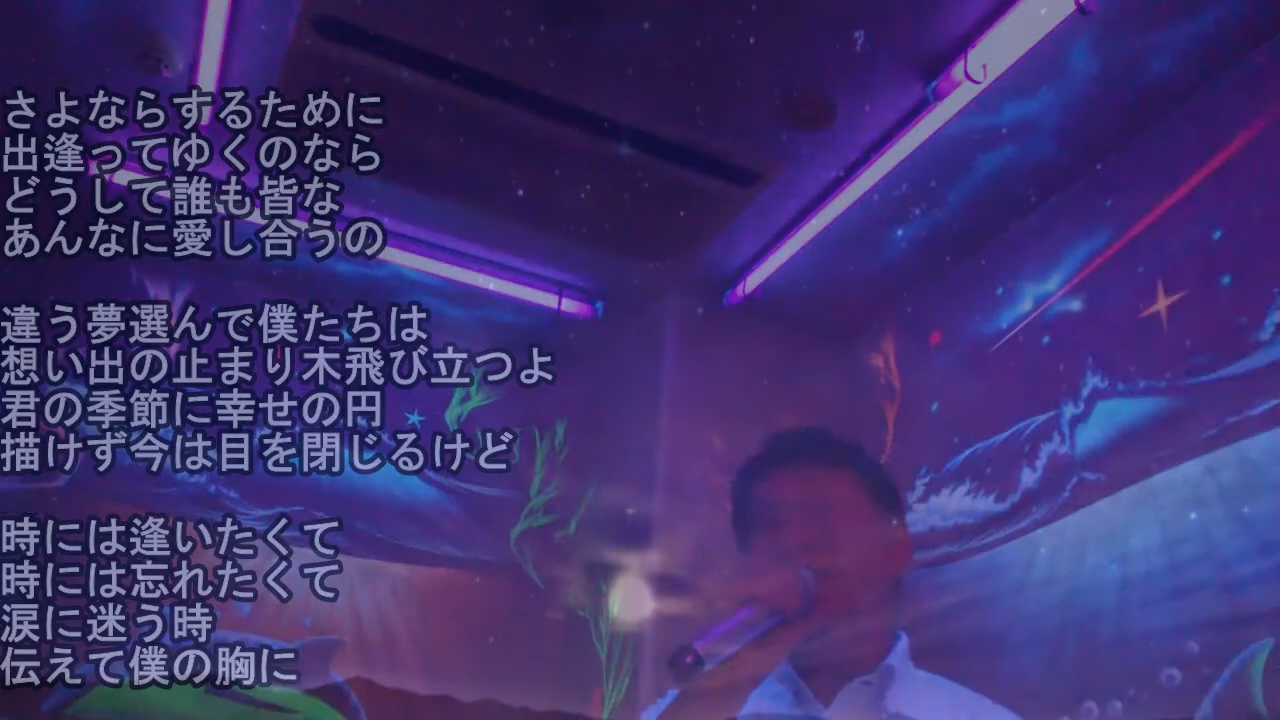 さよならするために
出逢ってゆくのなら
どうして誰も皆な
あんなに愛し合うの
違う夢選んで僕たちは
想い出の止まり木飛び立つよ
君の季節に幸せの円
描けず今は目を閉じるけど
時には逢いたくて
時には忘れたくて
涙に迷う時
伝えて僕の胸に